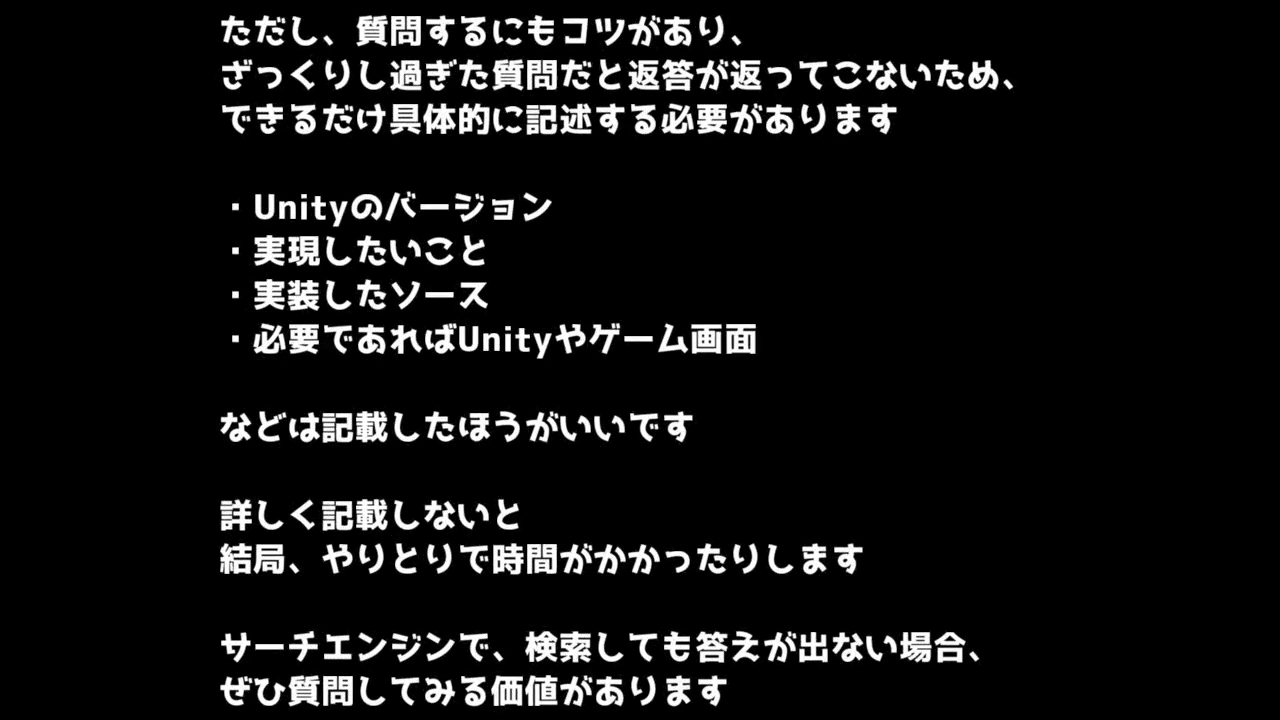 ただし、質問するにもコツがあり、
ざっくりし過ぎた質問だと返答が返ってこないため、
できるだけ具体的に記述する必要があります
・Unityのバージョン
・実現したいこと
・実装したソース
・必要であればUnityやゲーム画面
などは記載したほうがいいです
詳しく記載しないと
結局、やりとりで時間がかかったりします
サーチエンジンで、検索しても答えが出ない場合、
ぜひ質問してみる価値があります